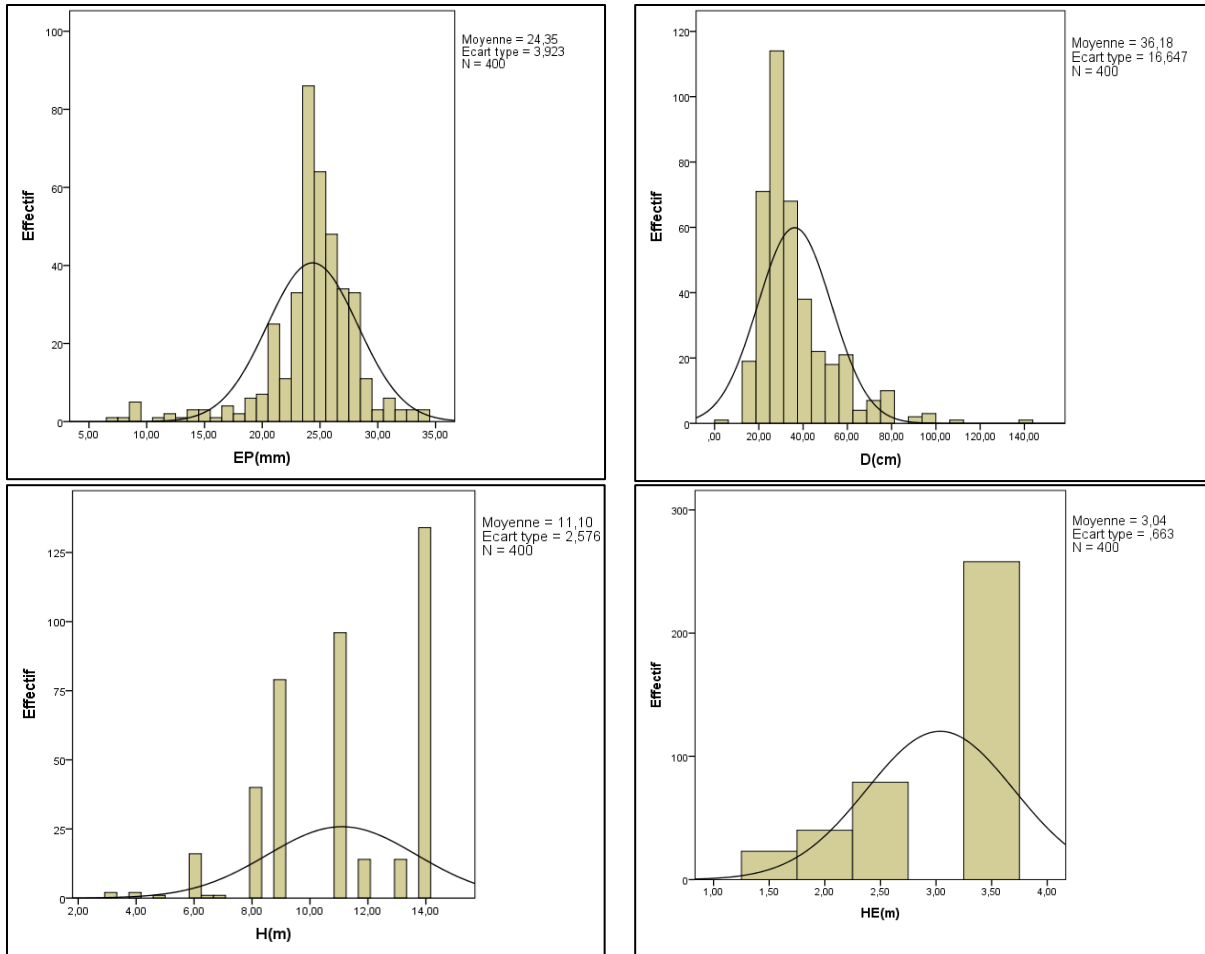 Moyenne = 24,35
Ecart type = 3,923
N = 400
100
80
60
40
20
0
Effectif
5,00 10,00 15,00 20,00 25,00 30,00 35,00
EP(mm)
Moyenne = 36,18
Ecart type = 16,647
N = 400
120
100
80
60
40
20
0
Effectif
,00 20,00 40,00 60,00 80,00 100,00 120,00 140,00
D(cm)
Moyenne = 11,10
Ecart type = 2,576
N = 400
125
100
75
50
25
0
Effectif
2,00 4,00 6,00 8,00 10,00 12,00 14,00
H(m)
Moyenne = 3,04
Ecart type = ,663
N = 400
300
200
100
0
Effectif
1,00 1,50 2,00 2,50 3,00 3,50 4,00
HE(m)